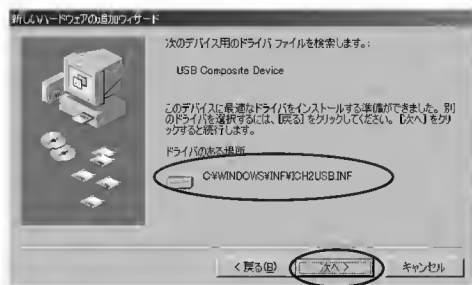 新しいハードウェアの追加ウィザード
次のデバイス用のドライバ ファイルを検索します。:
USB Composite Device
このデバイスに最適なドライバをインストールする準備ができました。別
のドライバを選択するには、[戻る] をクリックしてください。[次へ] をクリ
ックすると続行します。
ドライバのある場所
C:¥WINDOWS¥INF¥ICH2USB.INF
< 戻る(B)
次へ >
キャンセル